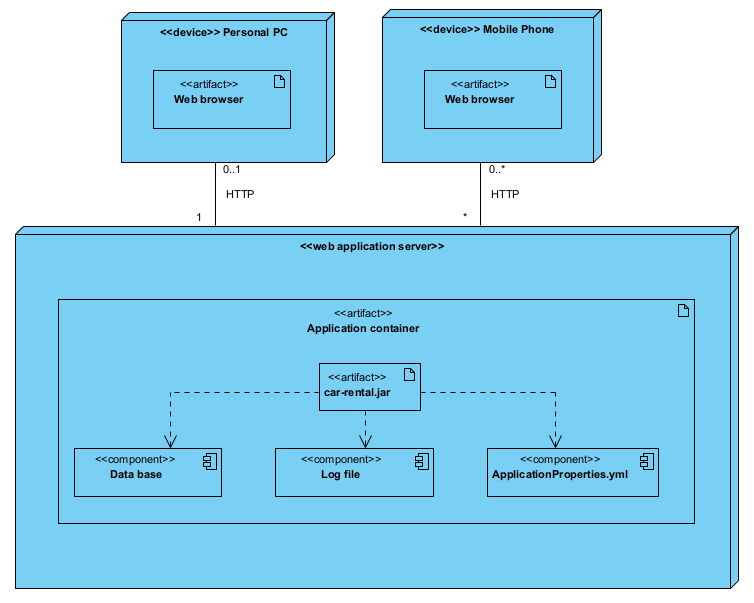 <<device>> Personal PC
<<artifact>>
Web browser
<<device>> Mobile Phone
<<artifact>>
Web browser
0..1
HTTP
1
0..*
HTTP
*
<<web application server>>
<<artifact>>
Application container
<<artifact>>
car-rental.jar
<<component>>
Data base
<<component>>
Log file
<<component>>
ApplicationProperties.yml